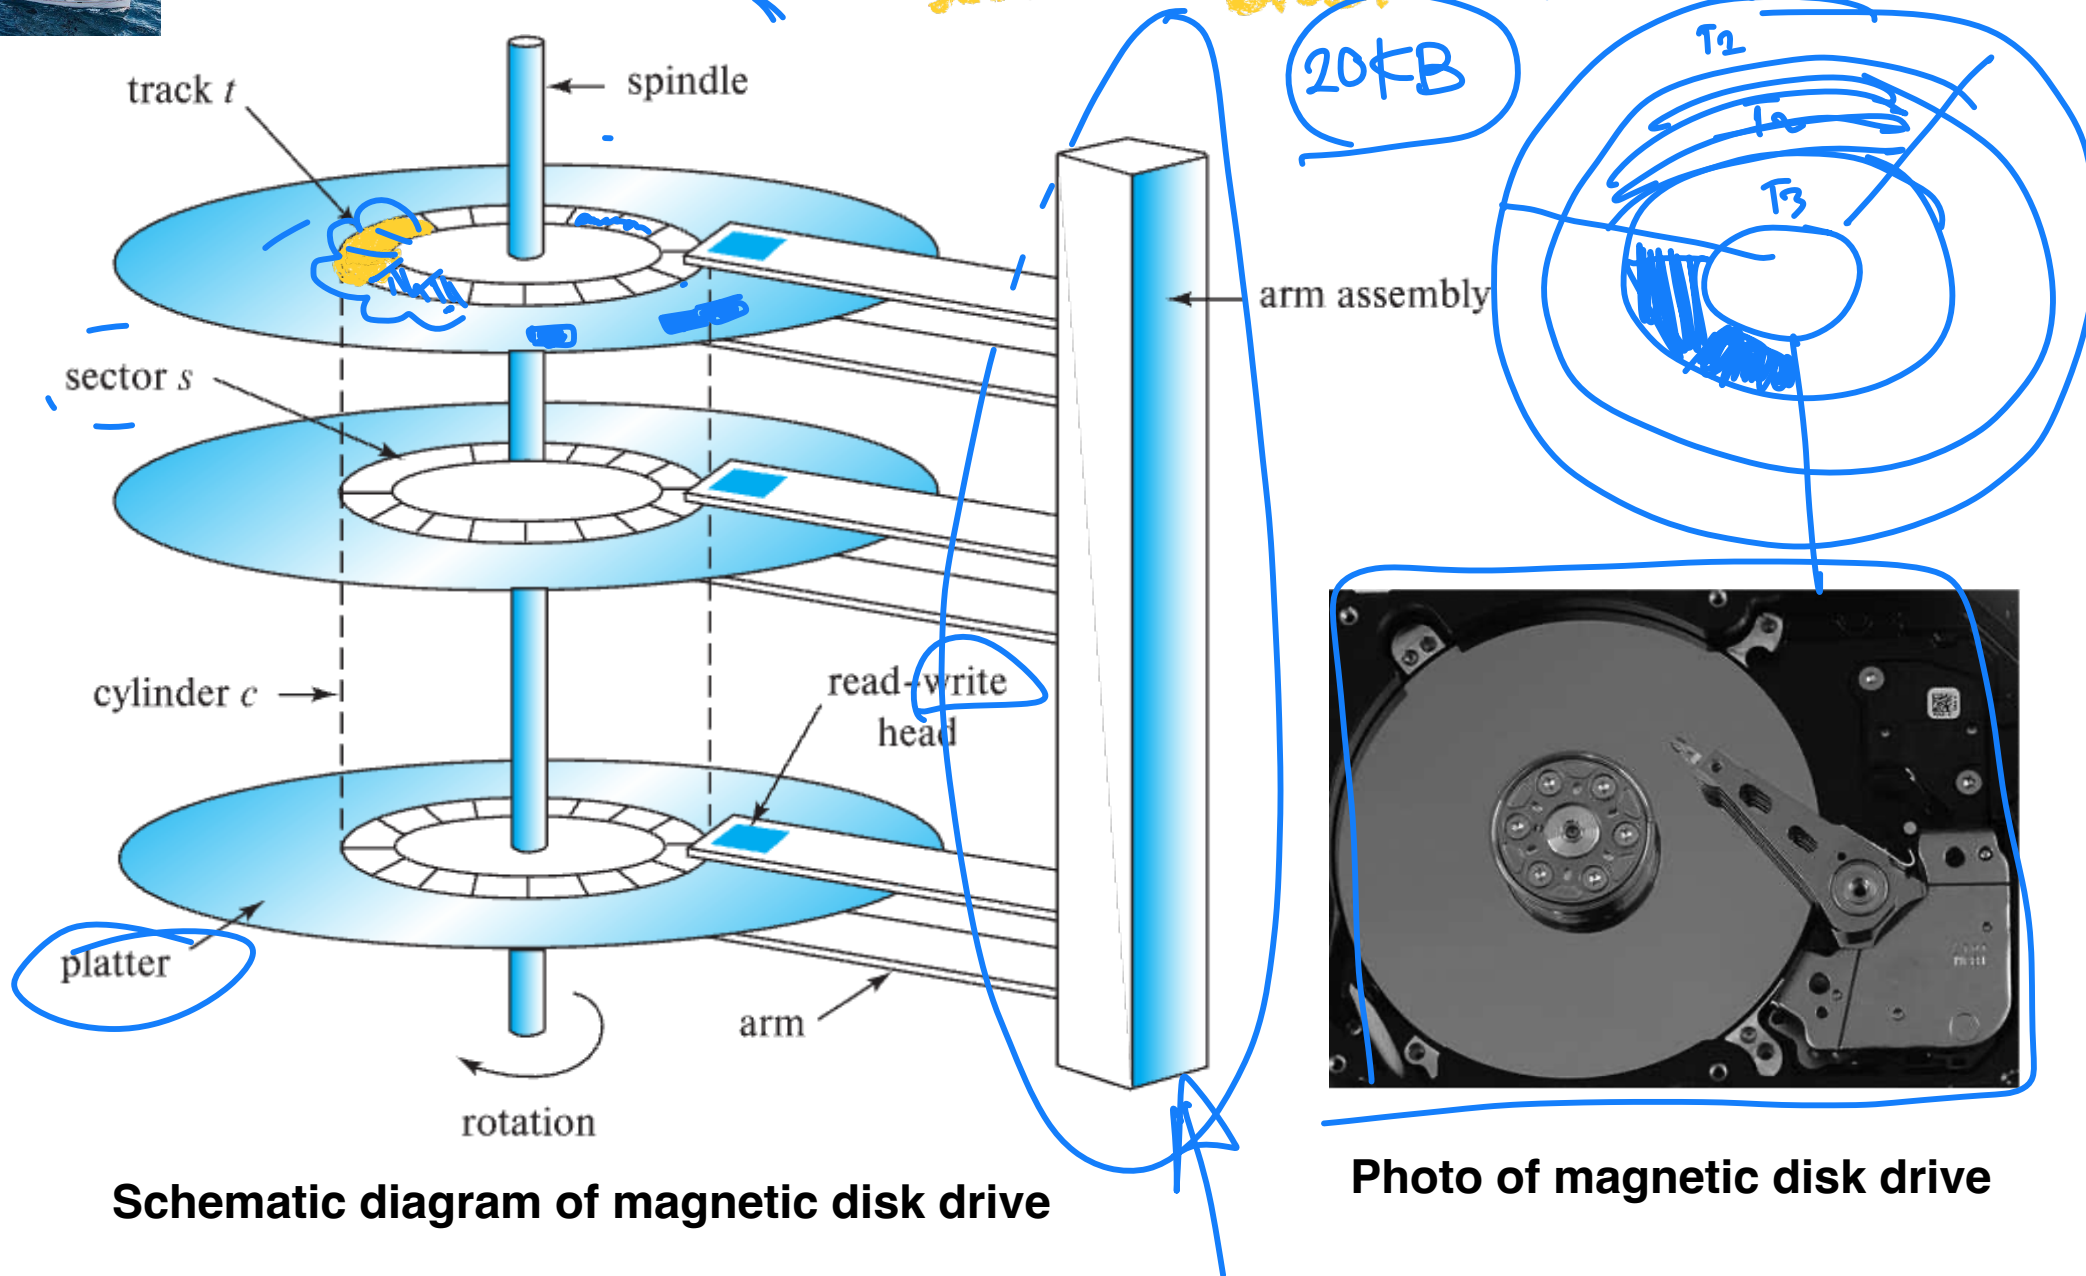 track t
spindle
20KB
T2
T3
arm assembly
sector s
cylinder c
read–write
head
platter
arm
rotation
Schematic diagram of magnetic disk drive
Photo of magnetic disk drive